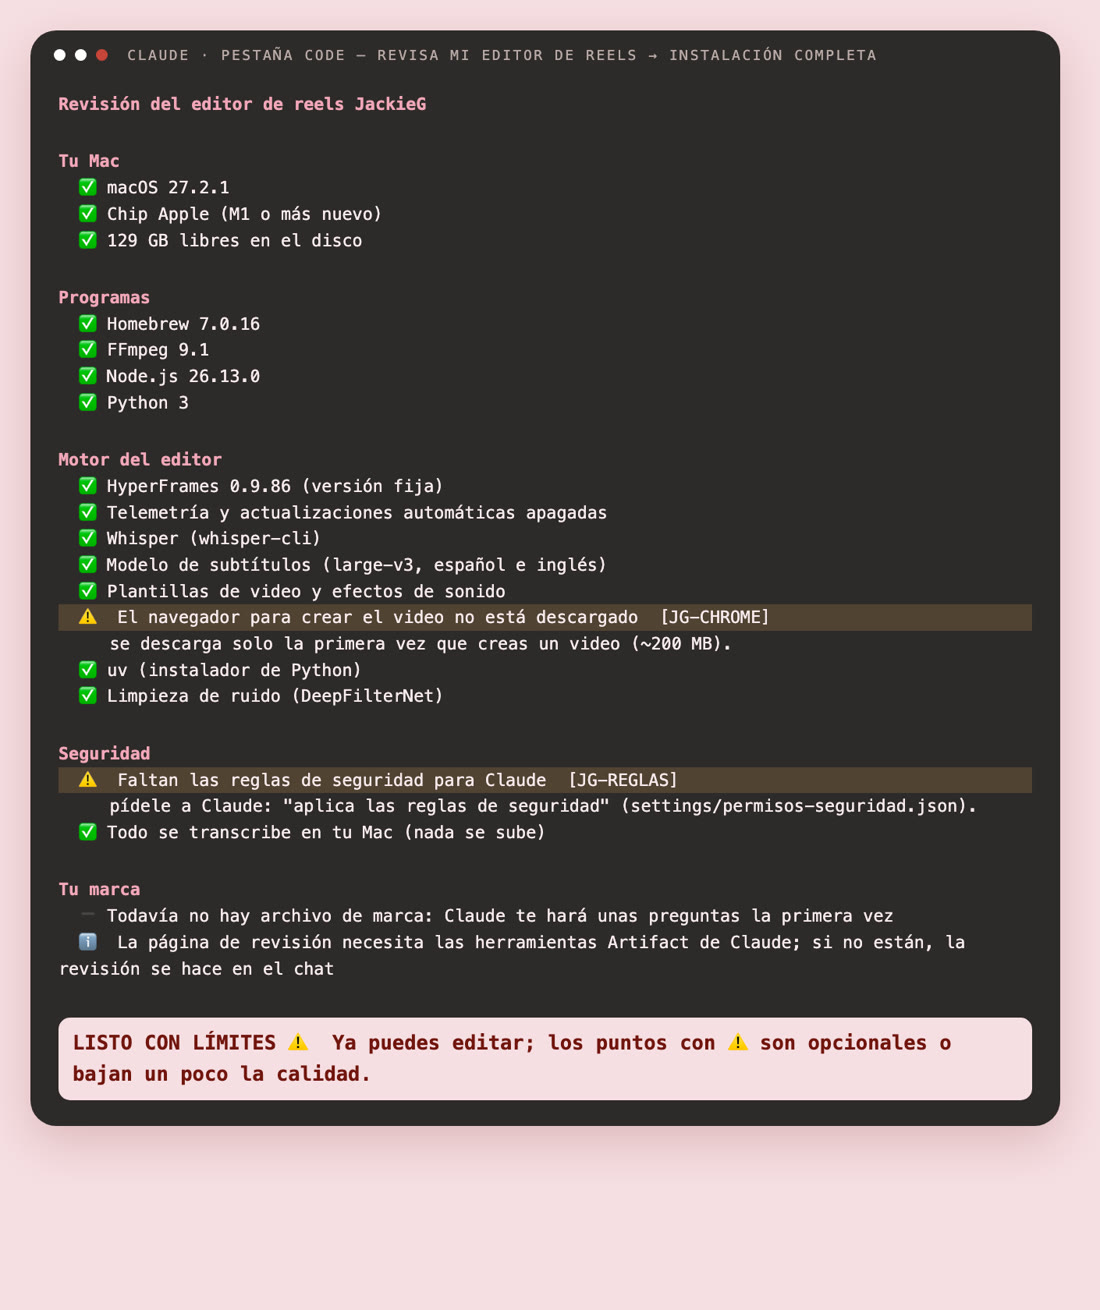 CLAUDE · PESTAÑA CODE — REVISA MI EDITOR DE REELS → INSTALACIÓN COMPLETA
Revisión del editor de reels JackieG
Tu Mac
✅ macOS 27.2.1
✅ Chip Apple (M1 o más nuevo)
✅ 129 GB libres en el disco
Programas
✅ Homebrew 7.0.16
✅ FFmpeg 9.1
✅ Node.js 26.13.0
✅ Python 3
Motor del editor
✅ HyperFrames 0.9.86 (versión fija)
✅ Telemetría y actualizaciones automáticas apagadas
✅ Whisper (whisper-cli)
✅ Modelo de subtítulos (large-v3, español e inglés)
✅ Plantillas de video y efectos de sonido
⚠️ El navegador para crear el video no está descargado [JG-CHROME]
se descarga solo la primera vez que creas un video (~200 MB).
✅ uv (instalador de Python)
✅ Limpieza de ruido (DeepFilterNet)
Seguridad
⚠️ Faltan las reglas de seguridad para Claude [JG-REGLAS]
pídele a Claude: "aplica las reglas de seguridad" (settings/permisos-seguridad.json).
✅ Todo se transcribe en tu Mac (nada se sube)
Tu marca
➖ Todavía no hay archivo de marca: Claude te hará unas preguntas la primera vez
ℹ️ La página de revisión necesita las herramientas Artifact de Claude; si no están, la
revisión se hace en el chat
LISTO CON LÍMITES ⚠️ Ya puedes editar; los puntos con ⚠️ son opcionales o
bajan un poco la calidad.